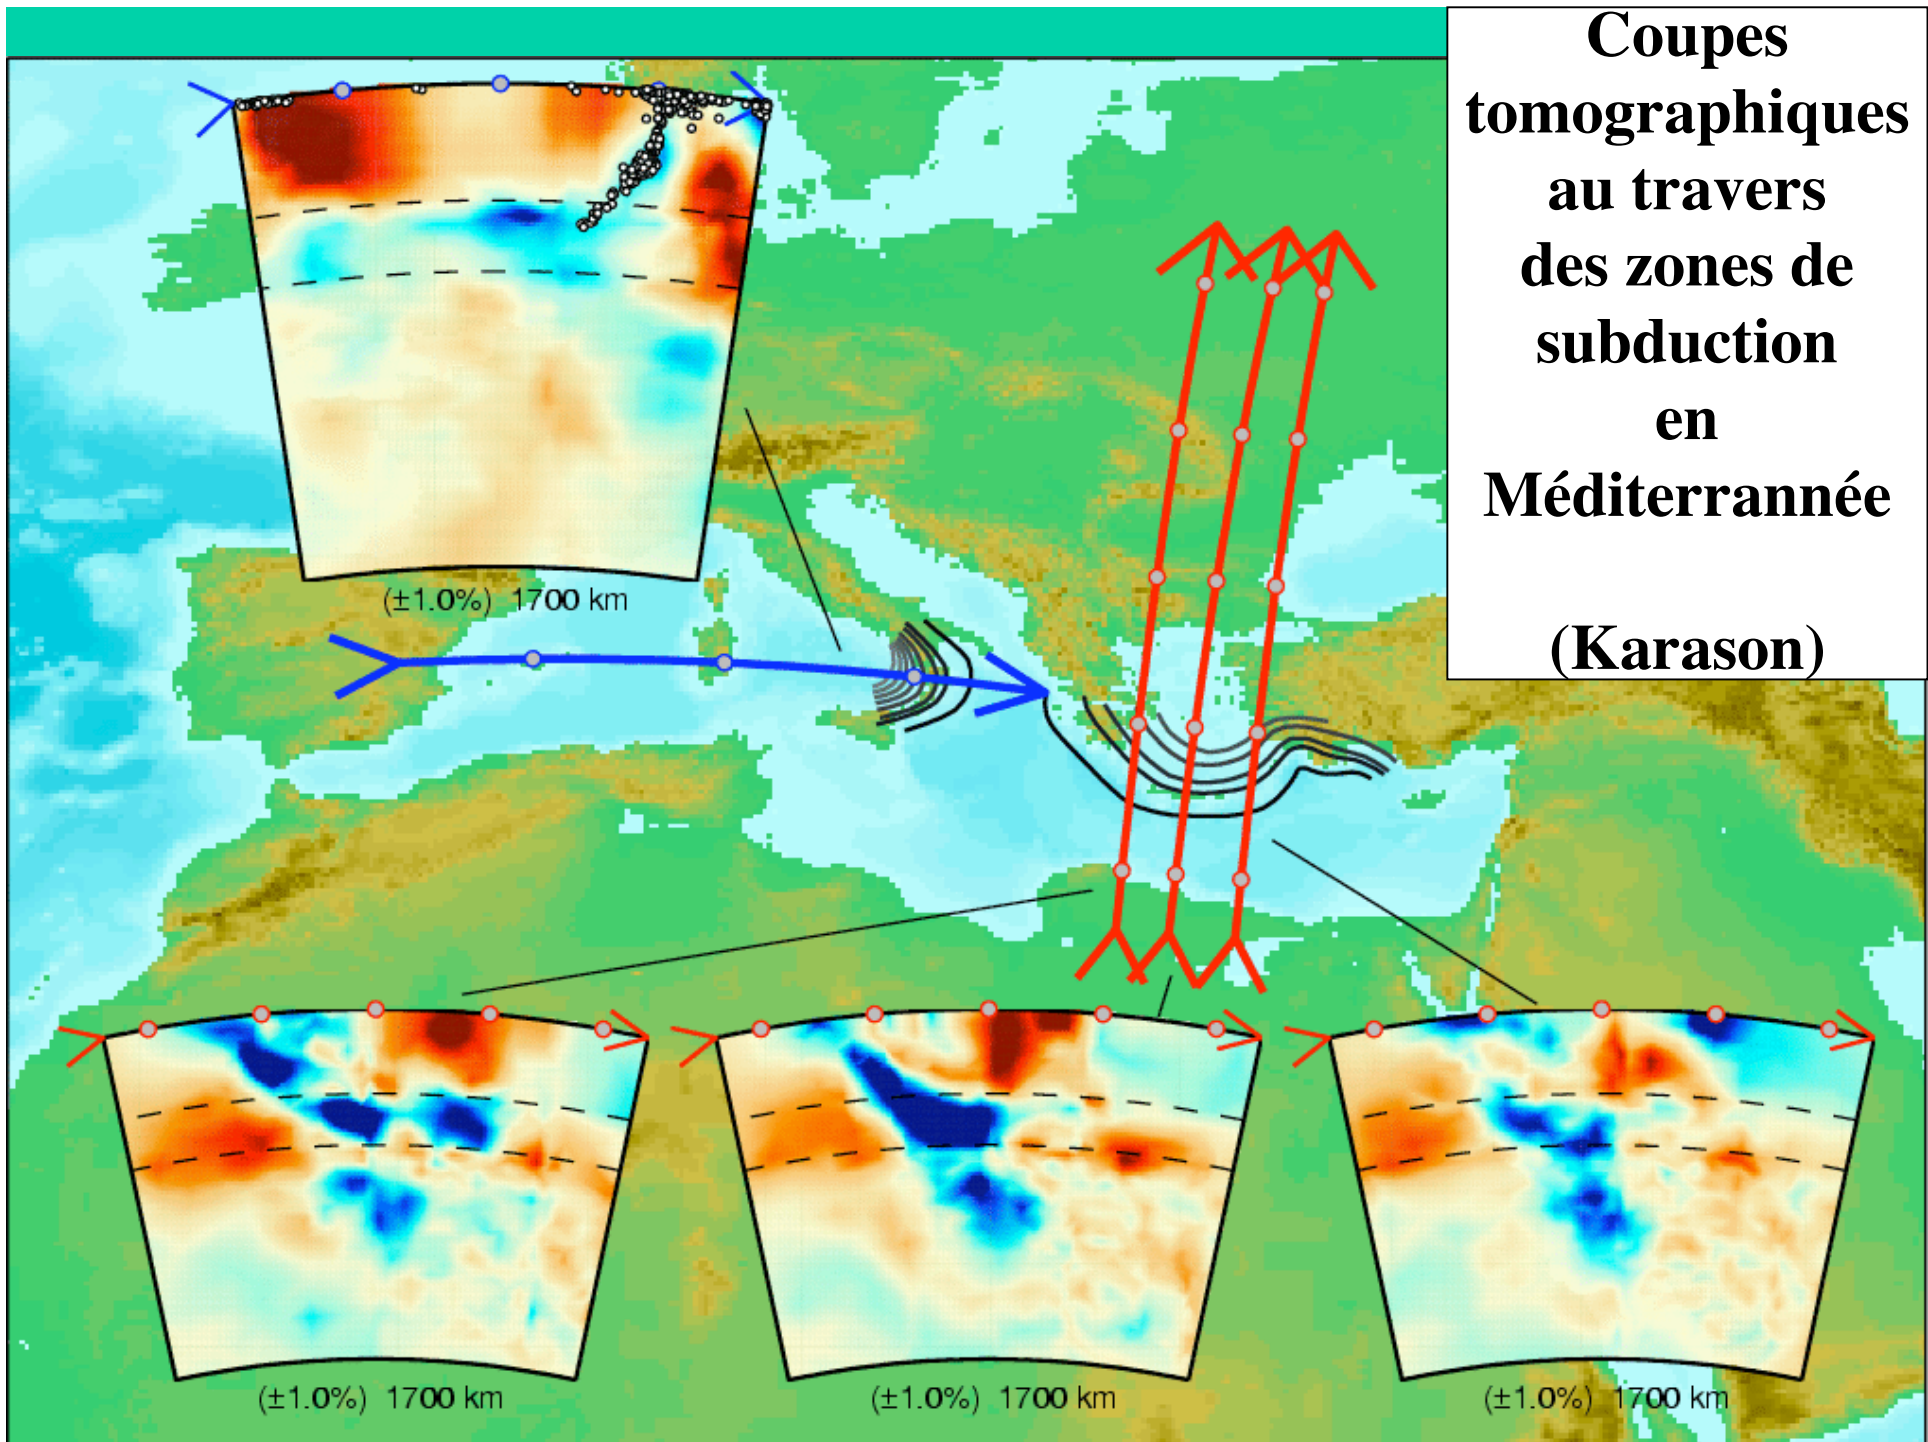 Coupes
tomographiques
au travers
des zones de
subduction
en
Méditerrannée
(Karason)
(±1.0%) 1700 km
(±1.0%) 1700 km
(±1.0%) 1700 km
(±1.0%) 1700 km